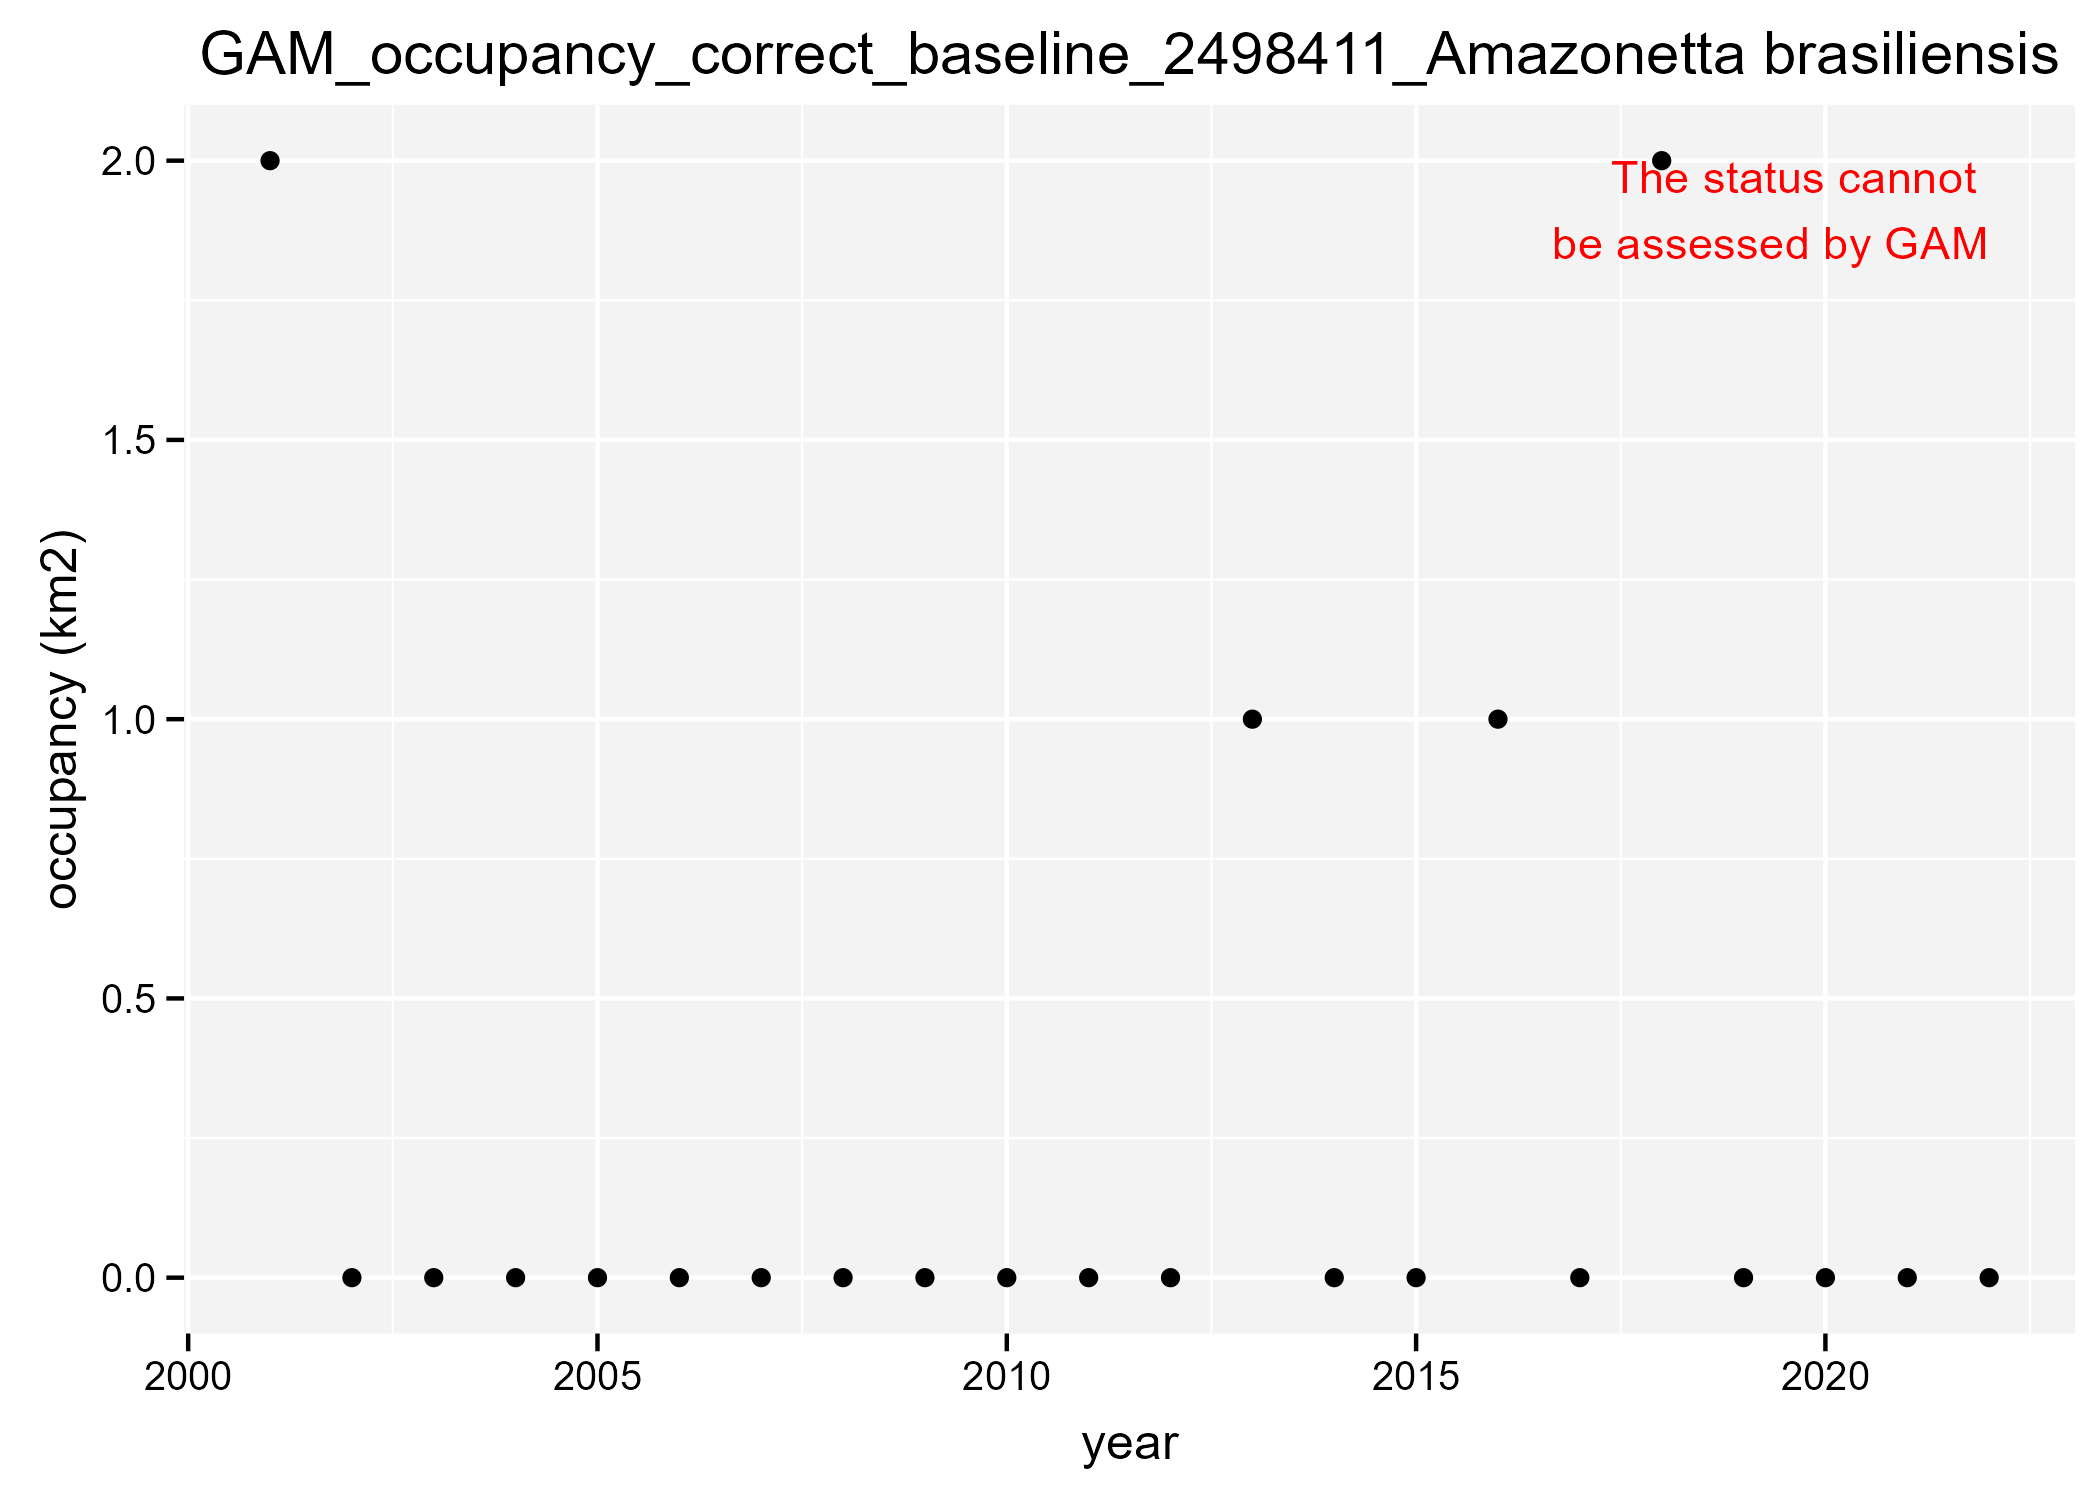 GAM_occupancy_correct_baseline_2498411_Amazonetta brasiliensis
2.0
The status cannot
be assessed by GAM
1.5
1.0
0.5
0.0
occupancy (km2)
2000 2005 2010 2015 2020
year